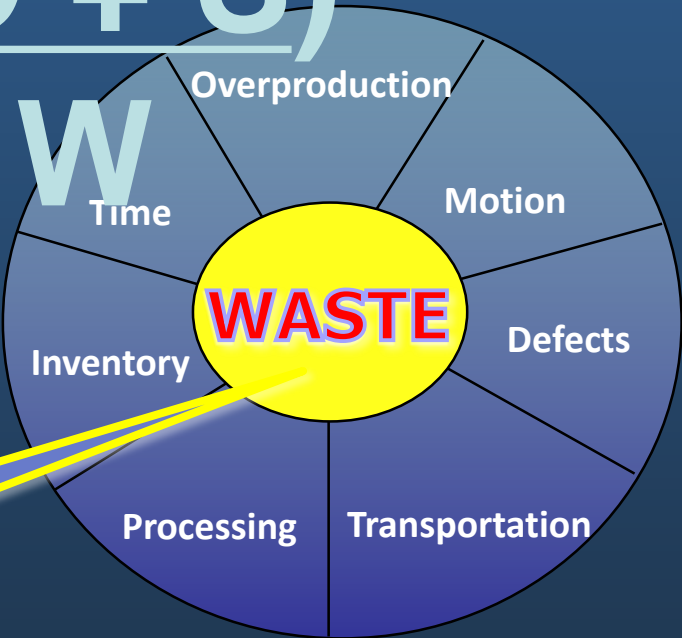 + )
Overproduction
W
Motion
Time
WASTE
Defects
Inventory
Processing
Transportation